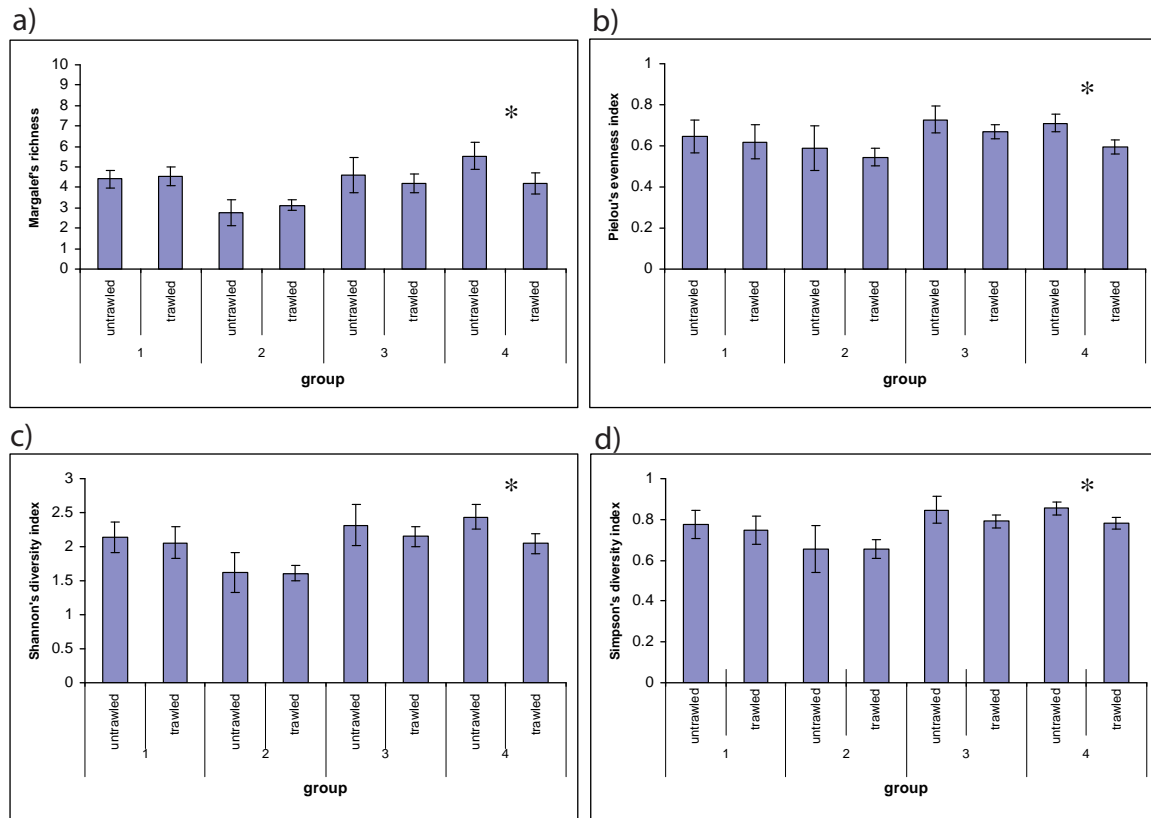 a)
Margalef's richness
10
9
8
7
6
5
4
3
2
1
0
*
untrawled trawled untrawled trawled untrawled trawled untrawled trawled
1 2 3 4
group
b)
Pielou's evenness index
1
0.8
0.6
0.4
0.2
0
*
untrawled trawled untrawled trawled untrawled trawled untrawled trawled
1 2 3 4
group
c)
Shannon's diversity index
3
2.5
2
1.5
1
0.5
0
*
untrawled trawled untrawled trawled untrawled trawled untrawled trawled
1 2 3 4
group
d)
Simpson's diversity index
1
0.8
0.6
0.4
0.2
0
*
untrawled trawled untrawled trawled untrawled trawled untrawled trawled
1 2 3 4
group